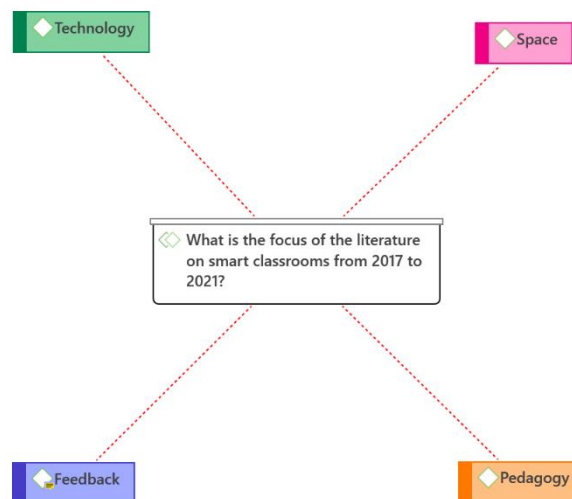 Technology
Space
What is the focus of the literature
on smart classrooms from 2017 to
2021?
Feedback
Pedagogy